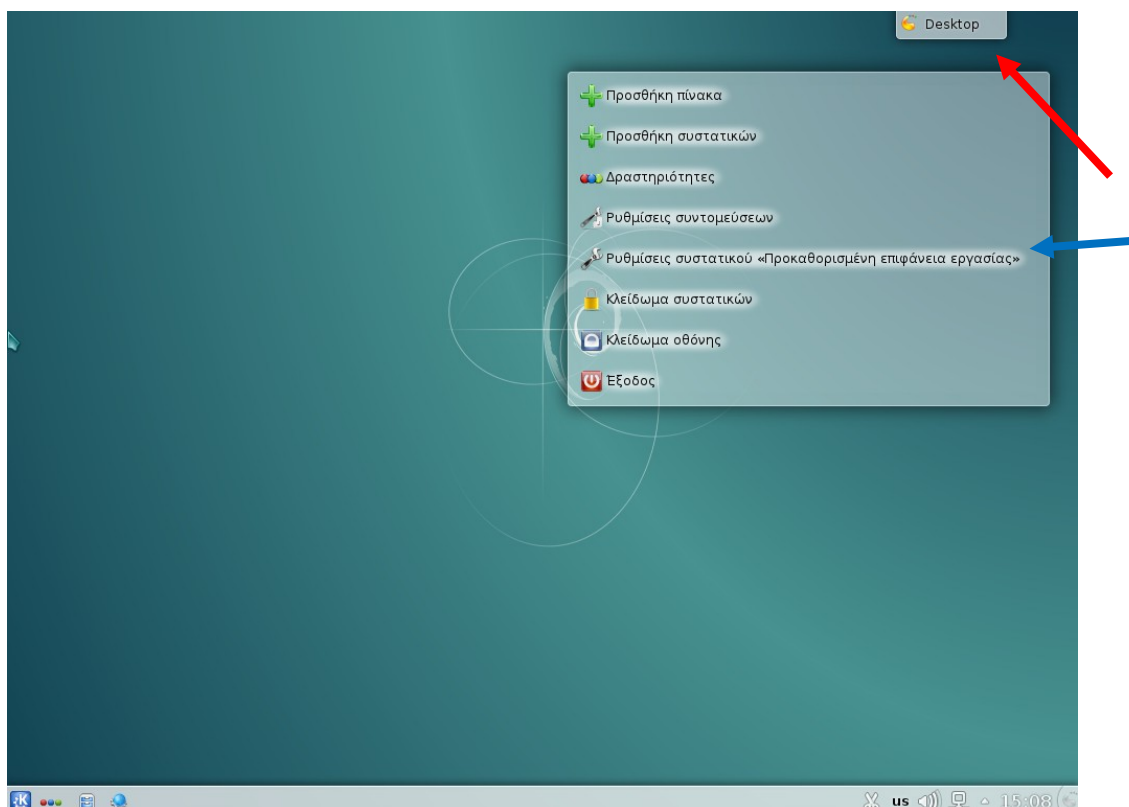 Desktop
Προσθήκη πίνακα
Προσθήκη συστατικών
Δραστηριότητες
Ρυθμίσεις συντομεύσεων
Ρυθμίσεις συστατικού «Προκαθορισμένη επιφάνεια εργασίας»
Κλείδωμα συστατικών
Κλείδωμα οθόνης
Έξοδος
K us 15:08